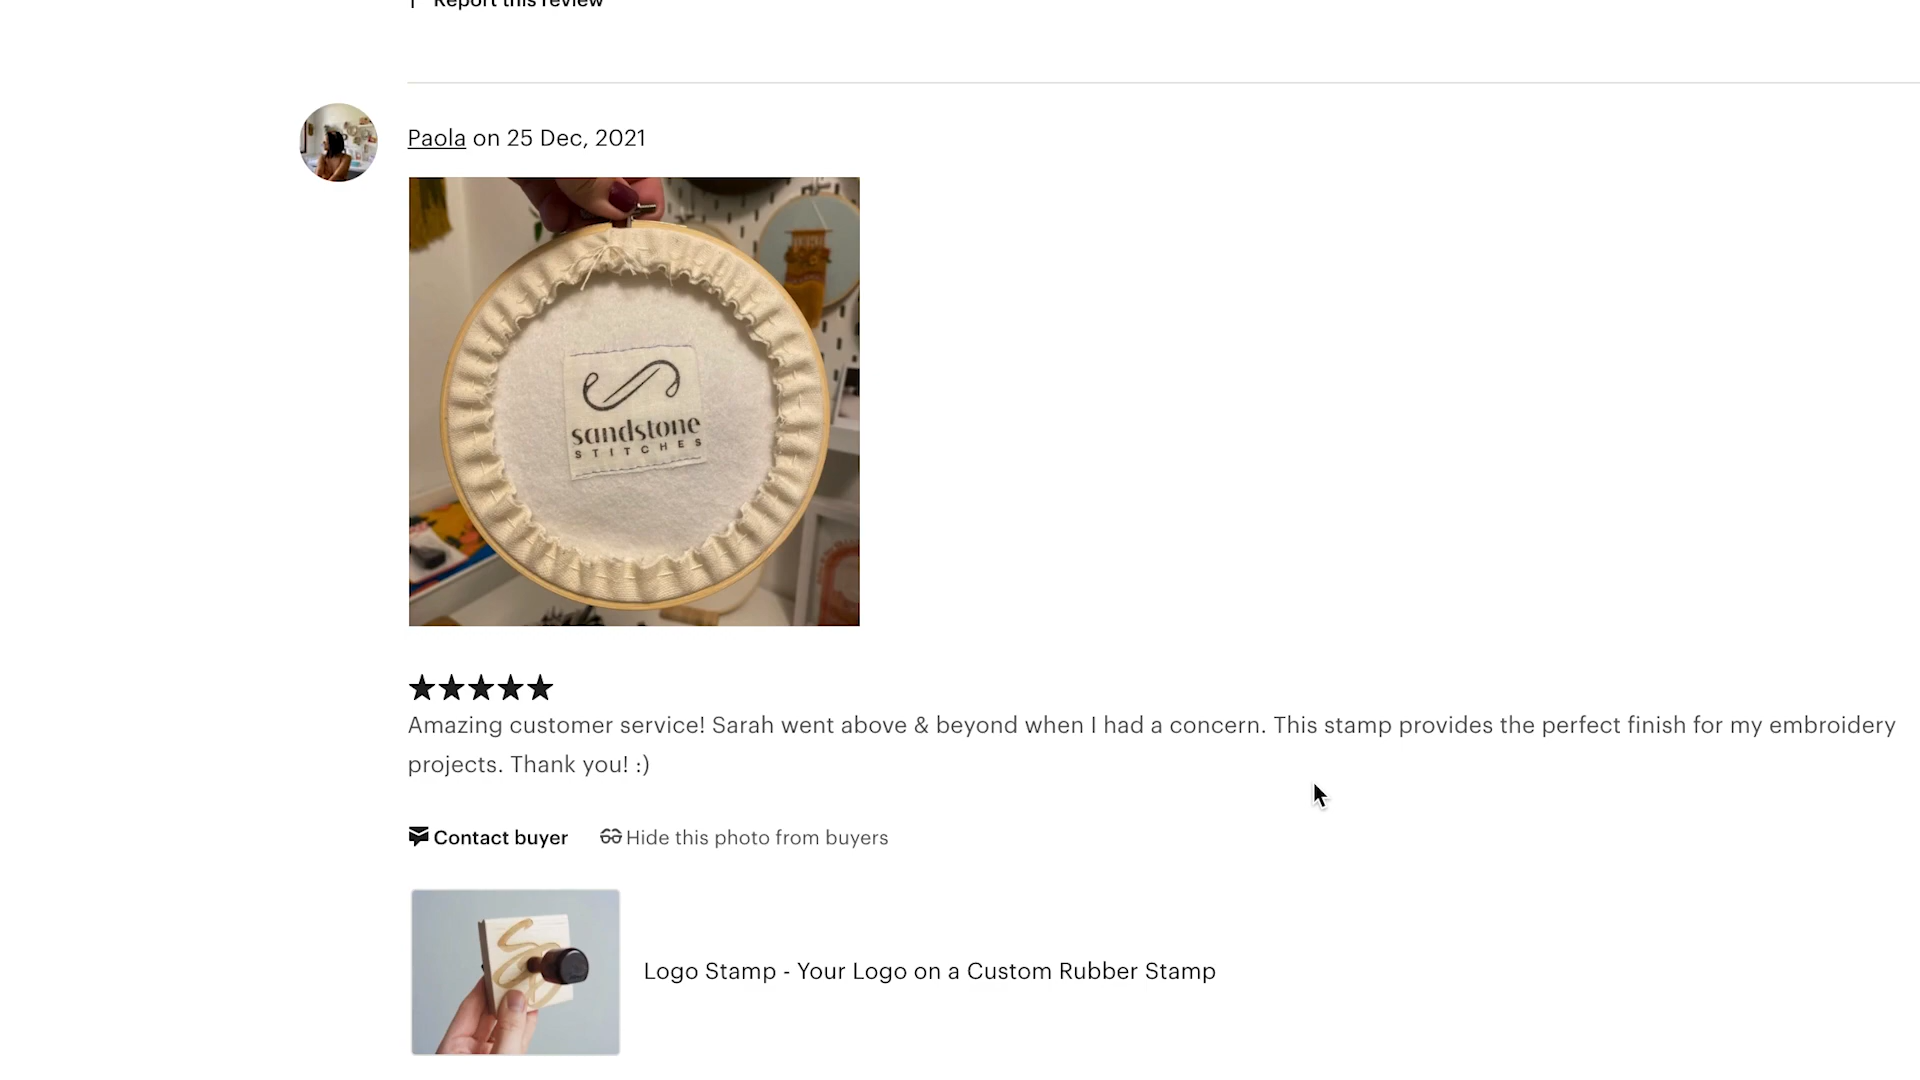 Report this review
Paola on 25 Dec, 2021
sandstone
STITCHES
Amazing customer service! Sarah went above & beyond when I had a concern. This stamp provides the perfect finish for my embroidery
projects. Thank you! :)
Contact buyer
Hide this photo from buyers
Logo Stamp - Your Logo on a Custom Rubber Stamp